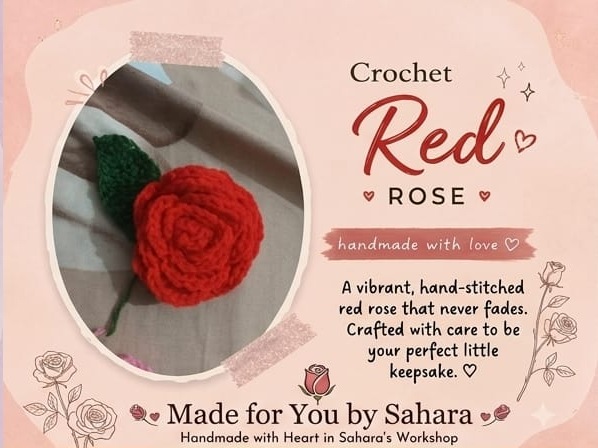 Crochet
Red
ROSE
handmade with love ♡
A vibrant, hand-stitched
red rose that never fades.
Crafted with care to be
your perfect little
keepsake. ♡
Made for You by Sahara
Handmade with Heart in Sahara's Workshop